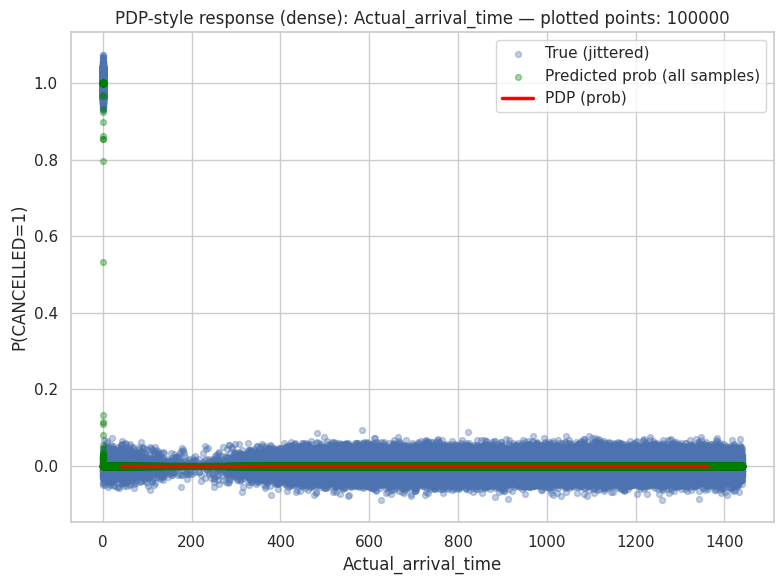 PDP-style response (dense): Actual_arrival_time — plotted points: 100000
True (jittered)
Predicted prob (all samples)
PDP (prob)
1.0
0.8
0.6
0.4
0.2
0.0
P(CANCELLED=1)
0 200 400 600 800 1000 1200 1400
Actual_arrival_time